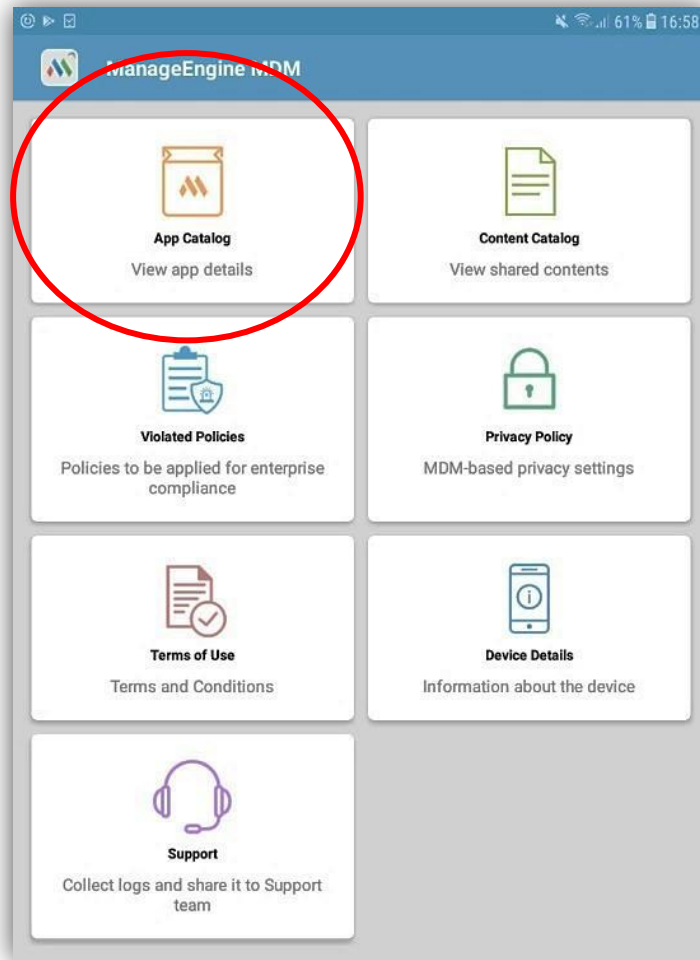 61% 16:58
ManageEngine MDM
App Catalog
View app details
Content Catalog
View shared contents
Violated Policies
Policies to be applied for enterprise
compliance
Privacy Policy
MDM-based privacy settings
Terms of Use
Terms and Conditions
Device Details
Information about the device
Support
Collect logs and share it to Support
team